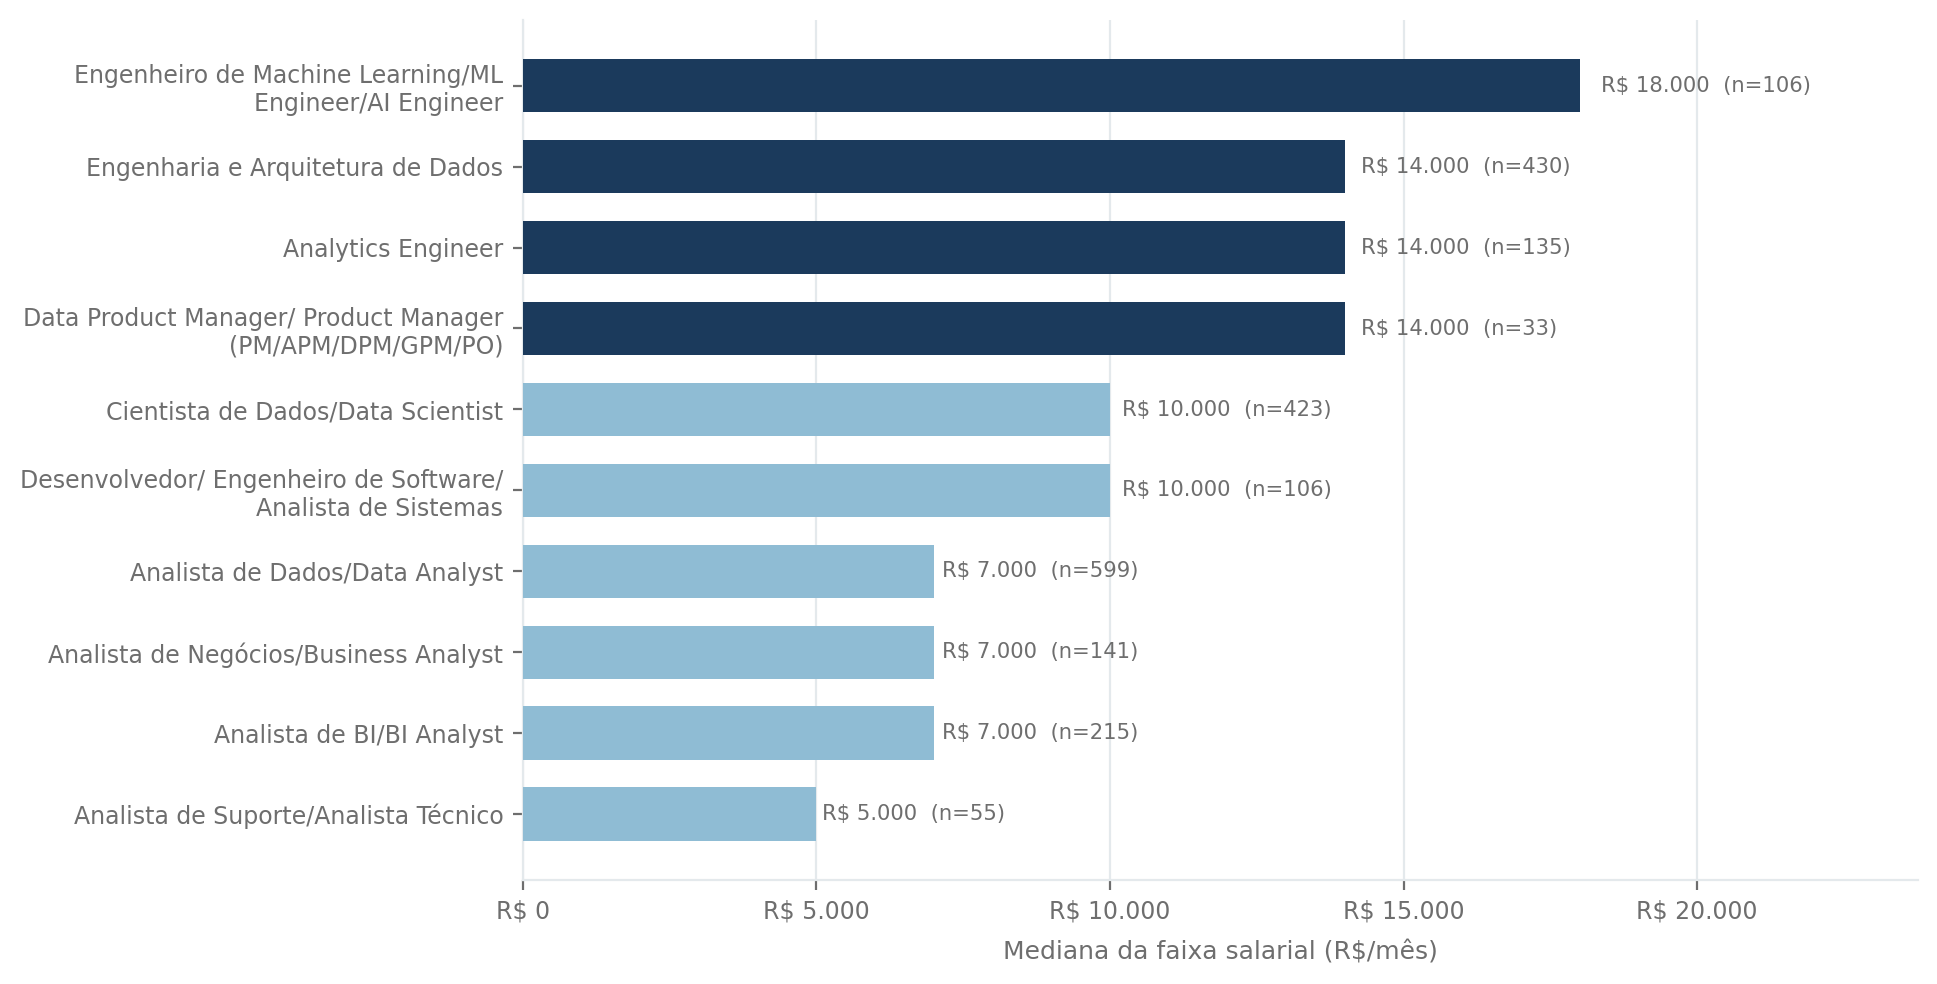 Engenheiro de Machine Learning/ML
Engineer/AI Engineer
R$ 18.000  (n=106)
Engenharia e Arquitetura de Dados
R$ 14.000  (n=430)
Analytics Engineer
R$ 14.000  (n=135)
Data Product Manager/ Product Manager
(PM/APM/DPM/GPM/PO)
R$ 14.000  (n=33)
Cientista de Dados/Data Scientist
R$ 10.000  (n=423)
Desenvolvedor/ Engenheiro de Software/
Analista de Sistemas
R$ 10.000  (n=106)
Analista de Dados/Data Analyst
R$ 7.000  (n=599)
Analista de Negócios/Business Analyst
R$ 7.000  (n=141)
Analista de BI/BI Analyst
R$ 7.000  (n=215)
Analista de Suporte/Analista Técnico
R$ 5.000  (n=55)
R$ 0
R$ 5.000
R$ 10.000
R$ 15.000
R$ 20.000
Mediana da faixa salarial (R$/mês)